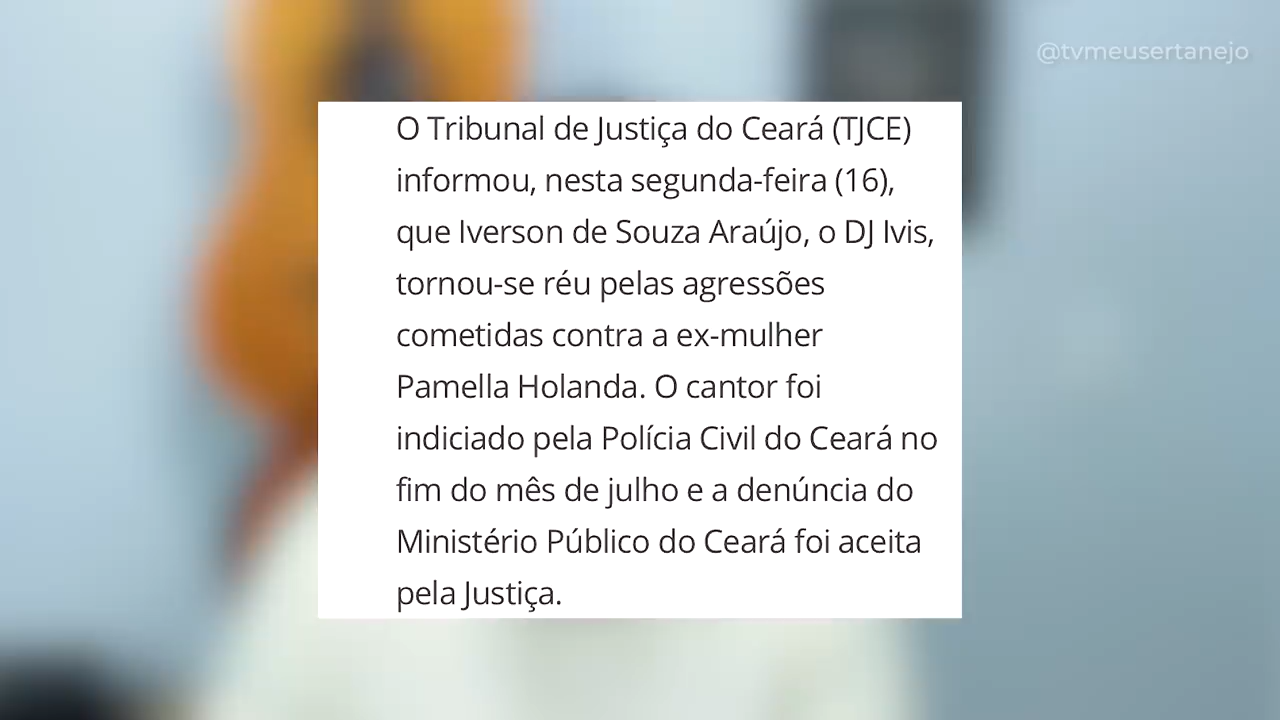 @tvmeusertanejo
O Tribunal de Justiça do Ceará (TJCE)
informou, nesta segunda-feira (16),
que Iverson de Souza Araújo, o DJ Ivis,
tornou-se réu pelas agressões
cometidas contra a ex-mulher
Pamella Holanda. O cantor foi
indiciado pela Polícia Civil do Ceará no
fim do mês de julho e a denúncia do
Ministério Público do Ceará foi aceita
pela Justiça.